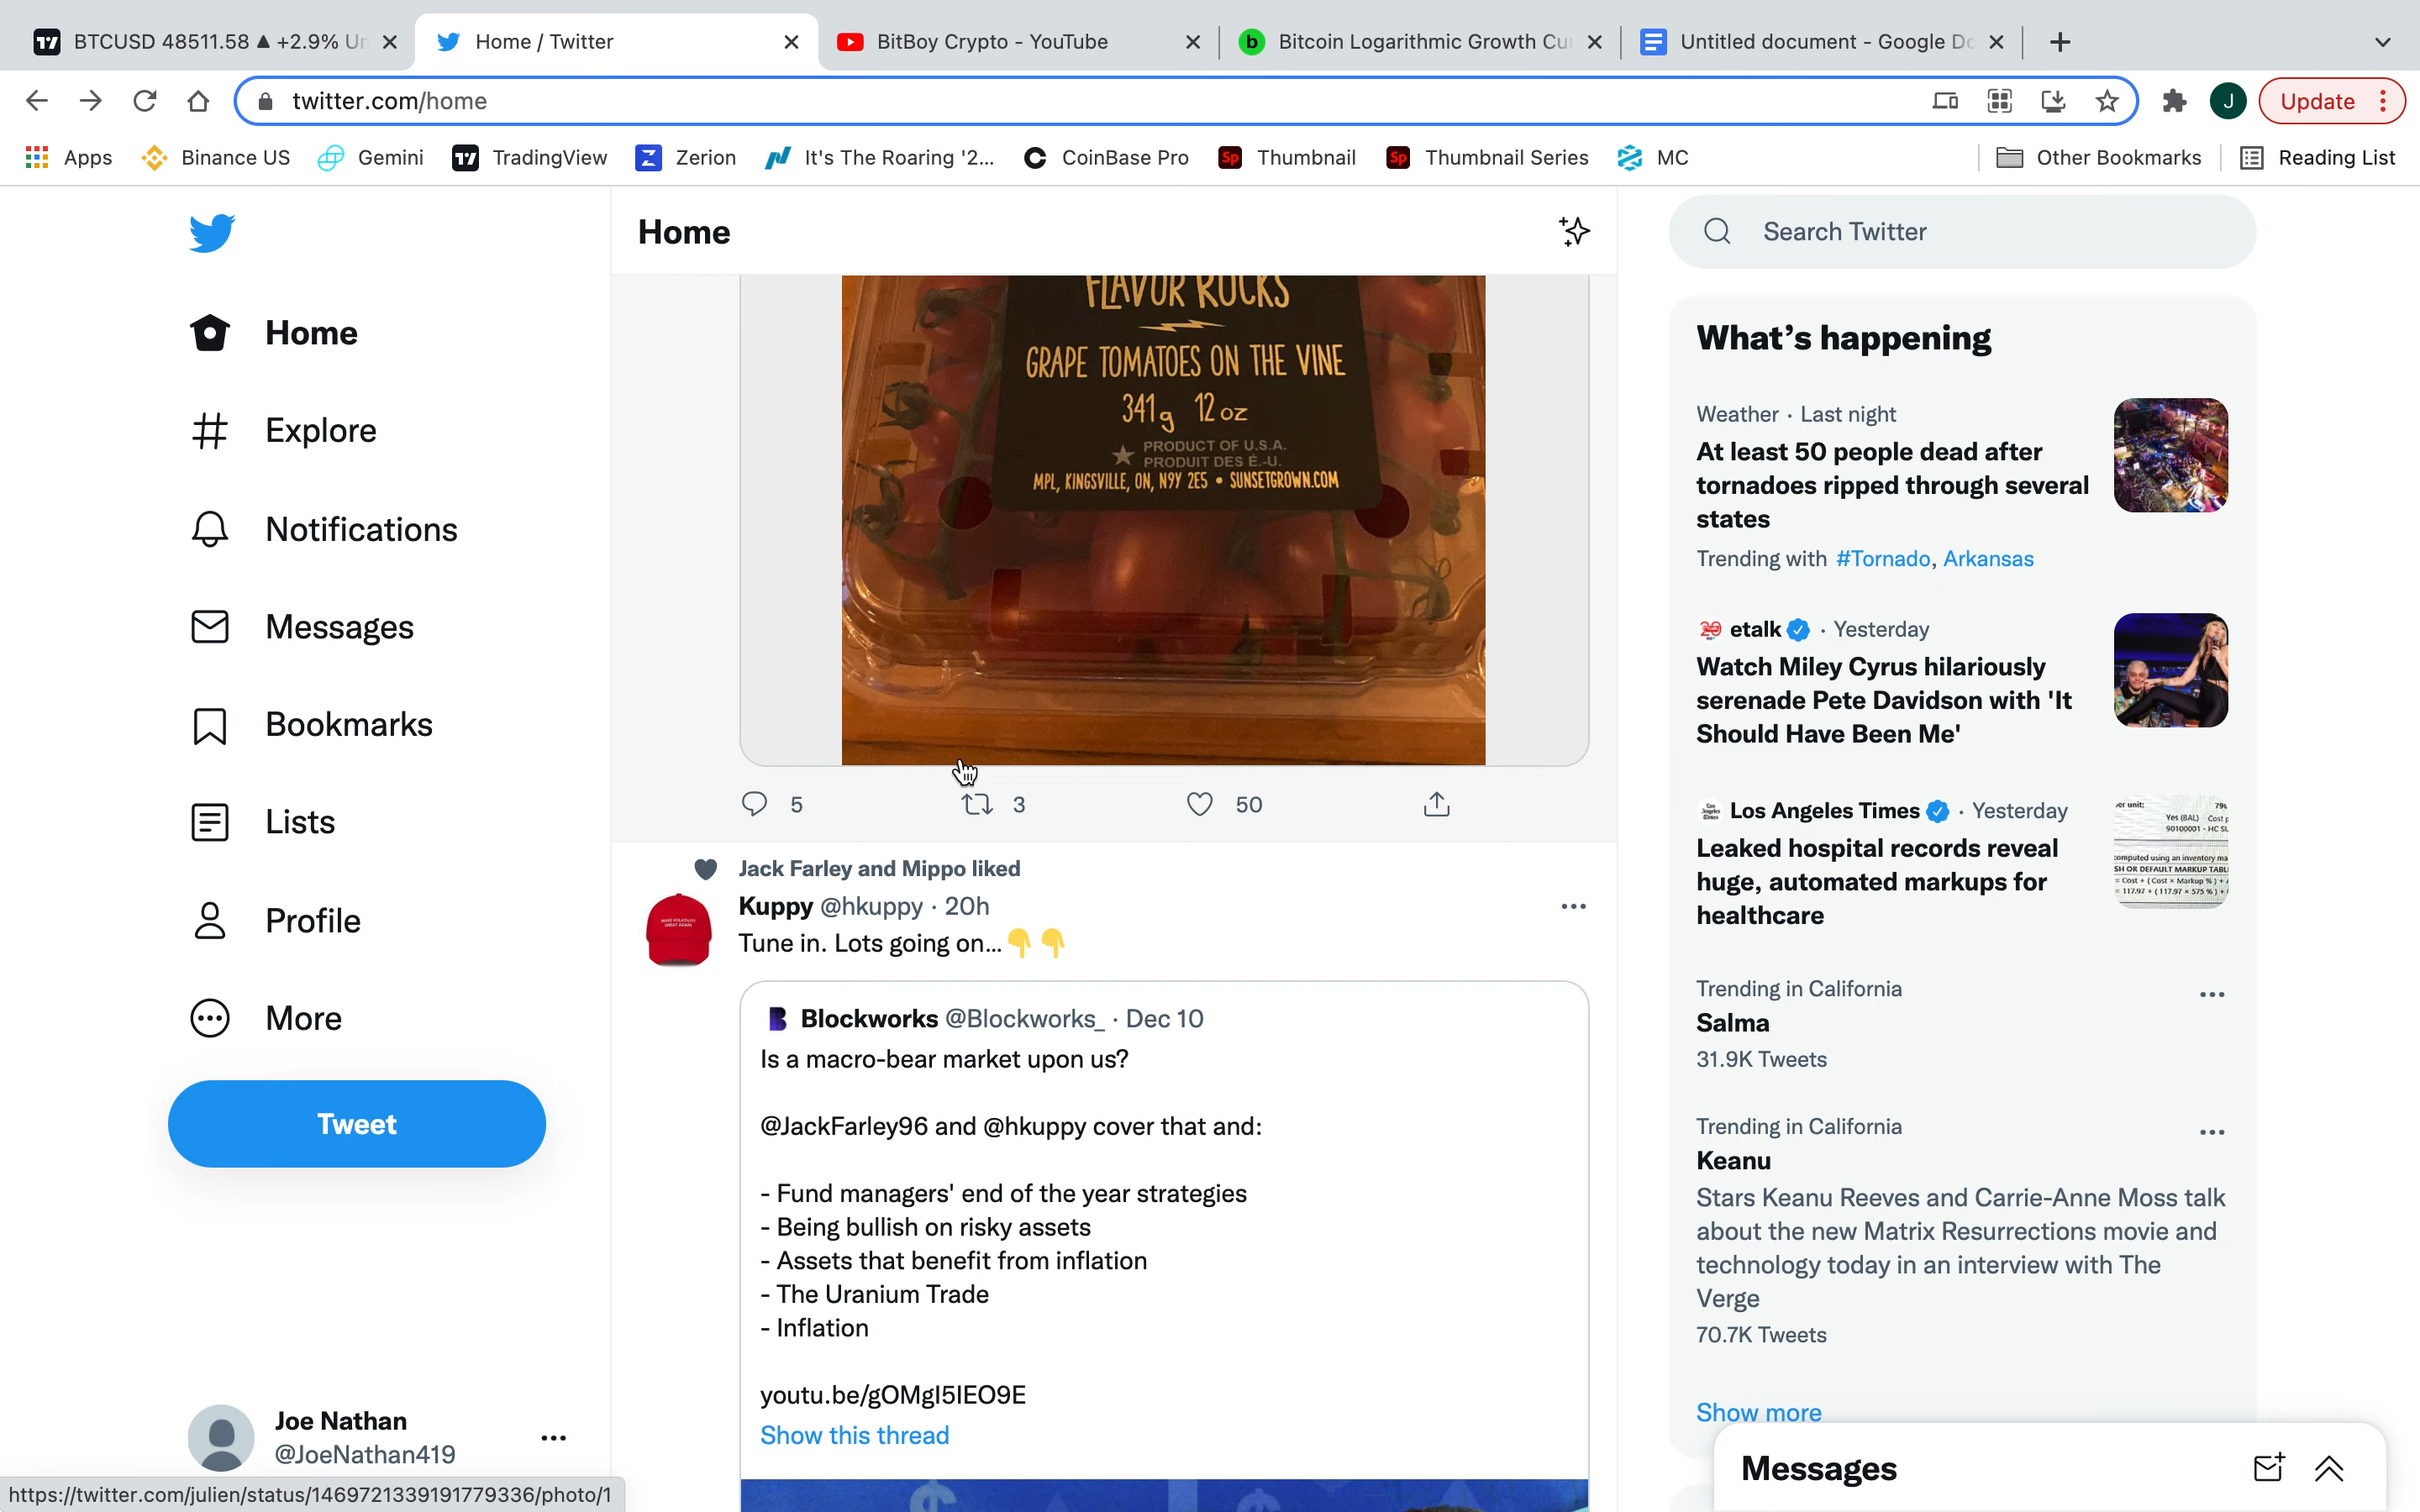 BTCUSD 48511.58 ▲ +2.9% Un
Home / Twitter
BitBoy Crypto - YouTube
Bitcoin Logarithmic Growth Cur
Untitled document - Google Do
twitter.com/home
J
Update
Apps
Binance US
Gemini
TradingView
Zerion
It's The Roaring '2...
CoinBase Pro
Thumbnail
Thumbnail Series
MC
Other Bookmarks
Reading List
Home
Explore
Notifications
Messages
Bookmarks
Lists
Profile
More
Tweet
Joe Nathan
@JoeNathan419
https://twitter.com/julien/status/1469721339191779336/photo/1
Home
FLAVOR ROCKS
GRAPE TOMATOES ON THE VINE
341g 12 oz
PRODUCT OF U.S.A.
PRODUIT DES É.-U.
MPL, KINGSVILLE, ON, N9Y 2E5 • SUNSETGROWN.COM
5
3
50
Jack Farley and Mippo liked
Kuppy @hkuppy · 20h
Tune in. Lots going on...👇👇
Blockworks @Blockworks_ · Dec 10
Is a macro-bear market upon us?
@JackFarley96 and @hkuppy cover that and:
- Fund managers' end of the year strategies
- Being bullish on risky assets
- Assets that benefit from inflation
- The Uranium Trade
- Inflation
youtu.be/gOMgI5IEO9E
Show this thread
Search Twitter
What's happening
Weather · Last night
At least 50 people dead after
tornadoes ripped through several
states
Trending with #Tornado, Arkansas
etalk · Yesterday
Watch Miley Cyrus hilariously
serenade Pete Davidson with 'It
Should Have Been Me'
Los Angeles Times · Yesterday
Leaked hospital records reveal
huge, automated markups for
healthcare
Trending in California
Salma
31.9K Tweets
Trending in California
Keanu
Stars Keanu Reeves and Carrie-Anne Moss talk
about the new Matrix Resurrections movie and
technology today in an interview with The
Verge
70.7K Tweets
Show more
Messages